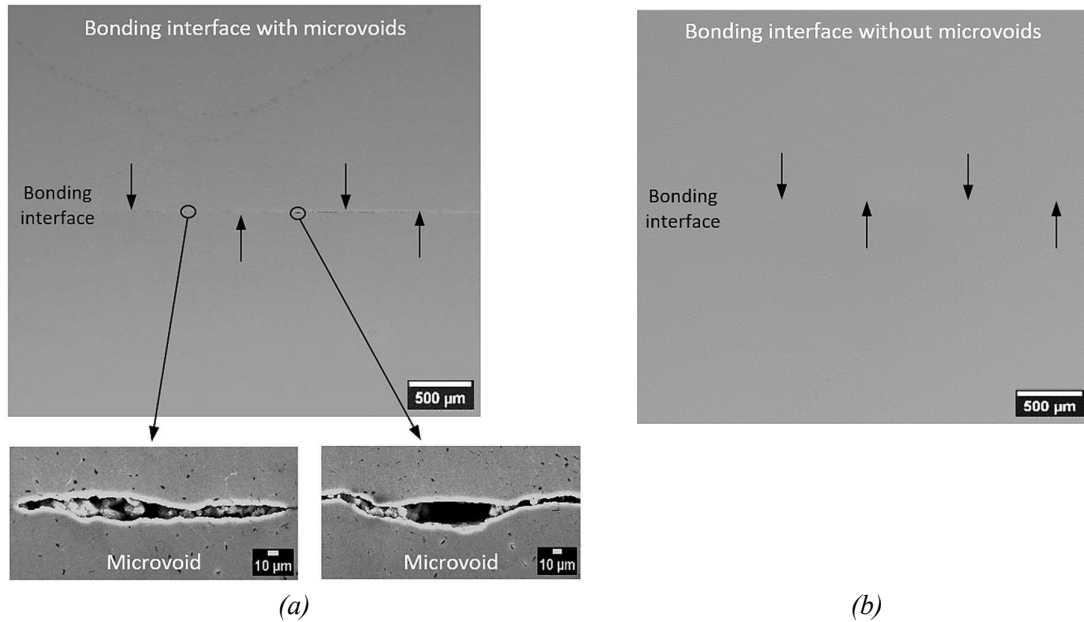 Bonding interface with microvoids
Bonding
interface
500 µm
Microvoid
10 µm
Microvoid
10 µm
(a)
Bonding interface without microvoids
Bonding
interface
500 µm
(b)